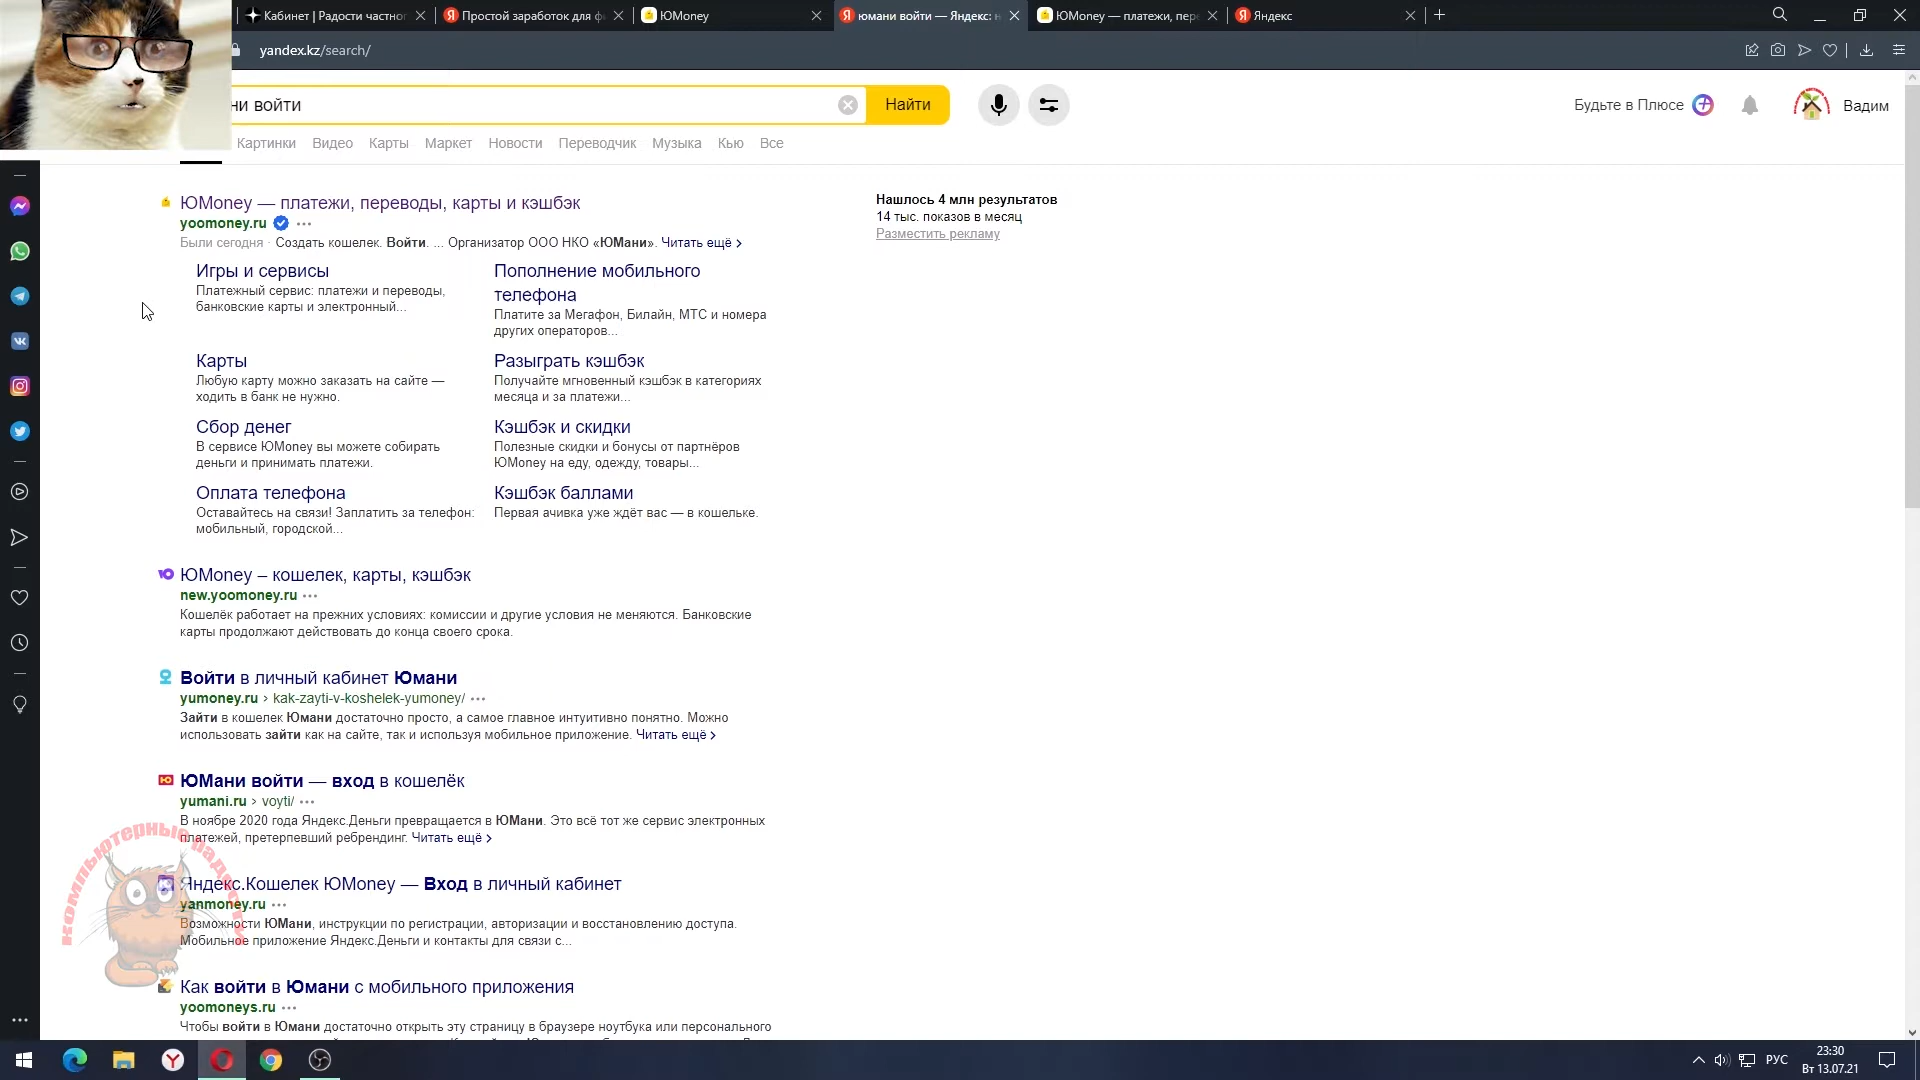 Кабинет | Радости частног
Простой заработок для ф
ЮMoney
юмани войти — Яндекс: н
ЮMoney — платежи, пере
Яндекс
yandex.kz/search/
ни войти
Найти
Будьте в Плюсе
Вадим
Картинки
Видео
Карты
Маркет
Новости
Переводчик
Музыка
Кью
Все
ЮMoney — платежи, переводы, карты и кэшбэк
yoomoney.ru
Были сегодня · Создать кошелек. Войти. ... Организатор ООО НКО «ЮМани». Читать ещё >
Игры и сервисы
Платежный сервис: платежи и переводы,
банковские карты и электронный...
Пополнение мобильного
телефона
Платите за Мегафон, Билайн, МТС и номера
других операторов...
Карты
Любую карту можно заказать на сайте —
ходить в банк не нужно.
Разыграть кэшбэк
Получайте мгновенный кэшбэк в категориях
месяца и за платежи...
Сбор денег
В сервисе ЮMoney вы можете собирать
деньги и принимать платежи.
Кэшбэк и скидки
Полезные скидки и бонусы от партнёров
ЮMoney на еду, одежду, товары...
Оплата телефона
Оставайтесь на связи! Заплатить за телефон:
мобильный, городской...
Кэшбэк баллами
Первая ачивка уже ждёт вас — в кошельке.
Нашлось 4 млн результатов
14 тыс. показов в месяц
Разместить рекламу
ЮMoney – кошелек, карты, кэшбэк
new.yoomoney.ru
Кошелёк работает на прежних условиях: комиссии и другие условия не меняются. Банковские
карты продолжают действовать до конца своего срока.
Войти в личный кабинет Юмани
yumoney.ru › kak-zayti-v-koshelek-yumoney/
Зайти в кошелек Юмани достаточно просто, а самое главное интуитивно понятно. Можно
использовать зайти как на сайте, так и используя мобильное приложение. Читать ещё >
ЮМани войти — вход в кошелёк
yumani.ru › voyti/
В ноябре 2020 года Яндекс.Деньги превращается в ЮМани. Это всё тот же сервис электронных
платежей, претерпевший ребрендинг. Читать ещё >
Яндекс.Кошелек ЮMoney — Вход в личный кабинет
yanmoney.ru
Возможности ЮМани, инструкции по регистрации, авторизации и восстановлению доступа.
Мобильное приложение Яндекс.Деньги и контакты для связи с...
Как войти в Юмани с мобильного приложения
yoomoneys.ru
Чтобы войти в Юмани достаточно открыть эту страницу в браузере ноутбука или персонального
компьютерные радости
РУС
23:30
Вт 13.07.21